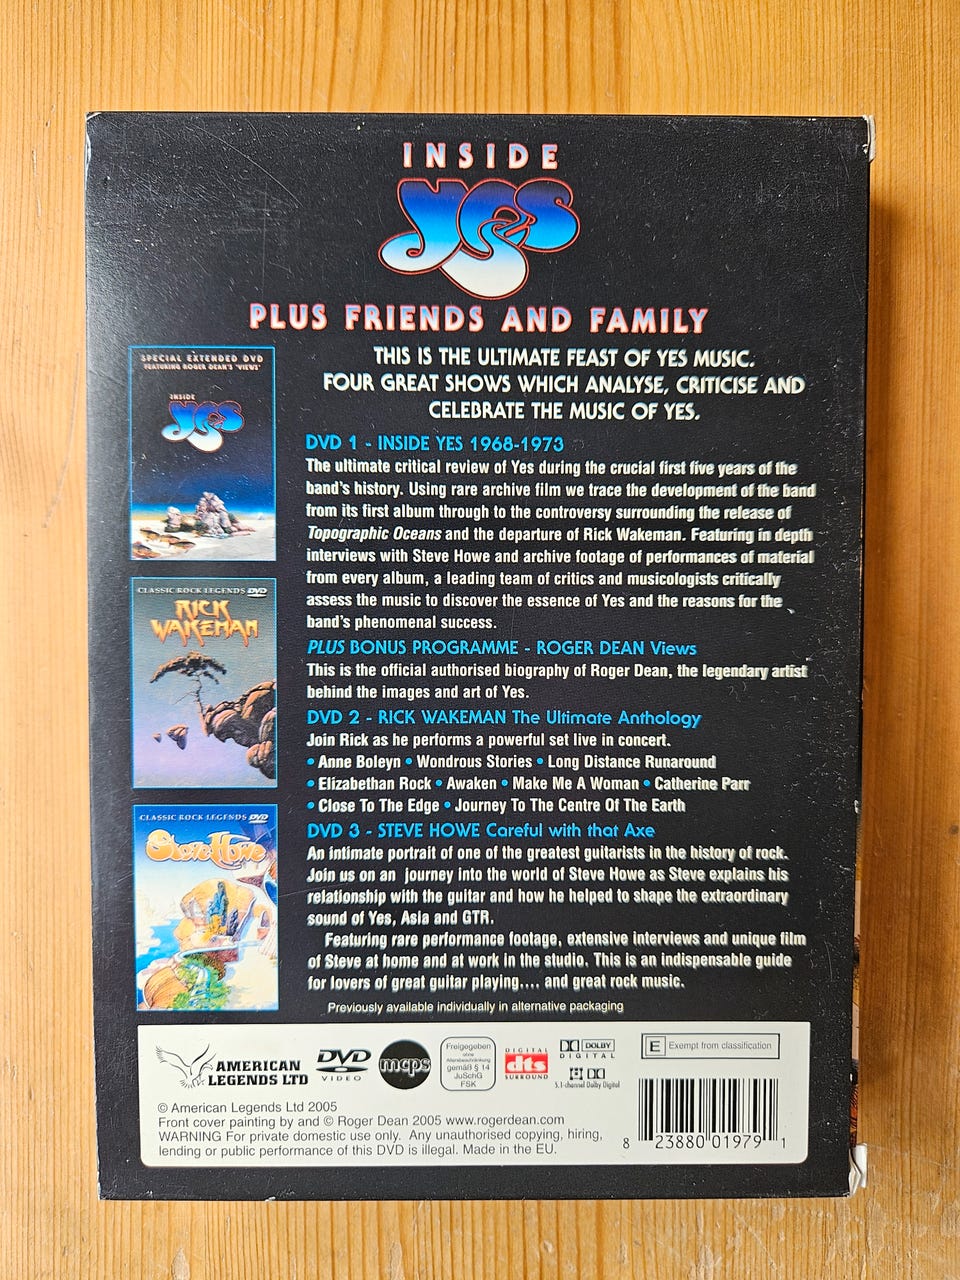 INSIDE
YES
PLUS FRIENDS AND FAMILY
THIS IS THE ULTIMATE FEAST OF YES MUSIC.
FOUR GREAT SHOWS WHICH ANALYSE, CRITICISE AND
CELEBRATE THE MUSIC OF YES.
SPECIAL EXTENDED DVD
FEATURING ROGER DEAN'S 'VIEWS'
INSIDE
YES
DVD 1 - INSIDE YES 1968-1973
The ultimate critical review of Yes during the crucial first five years of the
band's history. Using rare archive film we trace the development of the band
from its first album through to the controversy surrounding the release of
Topographic Oceans and the departure of Rick Wakeman. Featuring in depth
interviews with Steve Howe and archive footage of performances of material
from every album, a leading team of critics and musicologists critically
assess the music to discover the essence of Yes and the reasons for the
band's phenomenal success.
PLUS BONUS PROGRAMME - ROGER DEAN Views
This is the official authorised biography of Roger Dean, the legendary artist
behind the images and art of Yes.
CLASSIC ROCK LEGENDS DVD
RICK
WAKEMAN
DVD 2 - RICK WAKEMAN The Ultimate Anthology
Join Rick as he performs a powerful set live in concert.
• Anne Boleyn • Wondrous Stories • Long Distance Runaround
• Elizabethan Rock • Awaken • Make Me A Woman • Catherine Parr
• Close To The Edge • Journey To The Centre Of The Earth
CLASSIC ROCK LEGENDS DVD
Steve Howe
DVD 3 - STEVE HOWE Careful with that Axe
An intimate portrait of one of the greatest guitarists in the history of rock.
Join us on an journey into the world of Steve Howe as Steve explains his
relationship with the guitar and how he helped to shape the extraordinary
sound of Yes, Asia and GTR.
Featuring rare performance footage, extensive interviews and unique film
of Steve at home and at work in the studio. This is an indispensable guide
for lovers of great guitar playing.... and great rock music.
Previously available individually in alternative packaging
AMERICAN
LEGENDS LTD
DVD
VIDEO
mcps
Freigegeben
ohne
Altersbeschränkung
gemäß § 14
JuSchG
FSK
DIGITAL
dts
SURROUND
DOLBY
DIGITAL
5.1-channel Dolby Digital
E Exempt from classification
© American Legends Ltd 2005
Front cover painting by and © Roger Dean 2005 www.rogerdean.com
WARNING For private domestic use only. Any unauthorised copying, hiring,
lending or public performance of this DVD is illegal. Made in the EU.
8 23880 01979 1